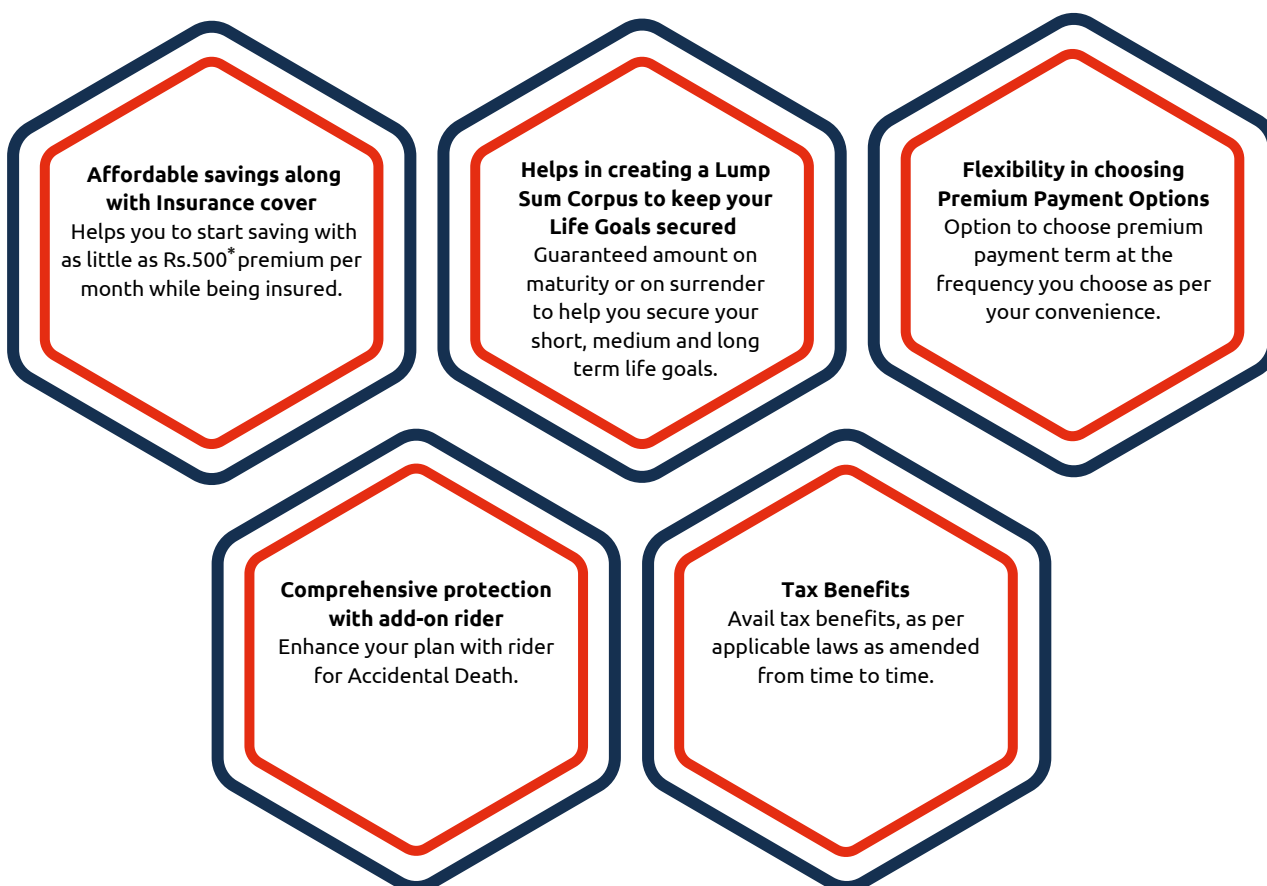 Affordable savings along
with Insurance cover
Helps you to start saving with
as little as Rs.500* premium per
month while being insured.
Helps in creating a Lump
Sum Corpus to keep your
Life Goals secured
Guaranteed amount on
maturity or on surrender
to help you secure your
short, medium and long
term life goals.
Flexibility in choosing
Premium Payment Options
Option to choose premium
payment term at the
frequency you choose as per
your convenience.
Comprehensive protection
with add-on rider
Enhance your plan with rider
for Accidental Death.
Tax Benefits
Avail tax benefits, as per
applicable laws as amended
from time to time.